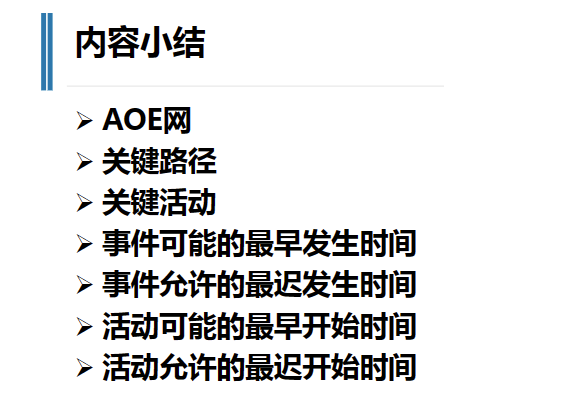 内容小结
➢ AOE网
➢ 关键路径
➢ 关键活动
➢ 事件可能的最早发生时间
➢ 事件允许的最迟发生时间
➢ 活动可能的最早开始时间
➢ 活动允许的最迟开始时间